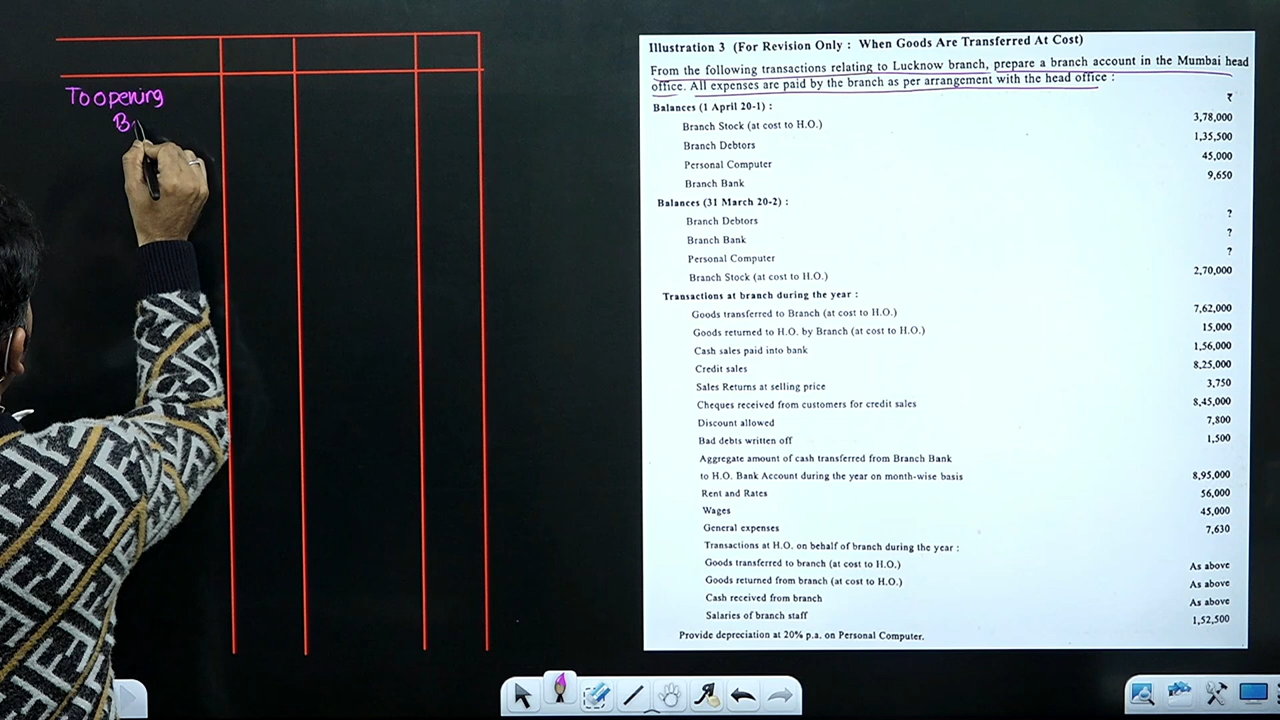 To opening
B
Illustration 3 (For Revision Only : When Goods Are Transferred At Cost)
From the following transactions relating to Lucknow branch, prepare a branch account in the Mumbai head
office. All expenses are paid by the branch as per arrangement with the head office :
₹
Balances (1 April 20-1) :
Branch Stock (at cost to H.O.) 3,78,000
Branch Debtors 1,35,500
Personal Computer 45,000
Branch Bank 9,650
Balances (31 March 20-2) :
Branch Debtors ?
Branch Bank ?
Personal Computer ?
Branch Stock (at cost to H.O.) 2,70,000
Transactions at branch during the year :
Goods transferred to Branch (at cost to H.O.) 7,62,000
Goods returned to H.O. by Branch (at cost to H.O.) 15,000
Cash sales paid into bank 1,56,000
Credit sales 8,25,000
Sales Returns at selling price 3,750
Cheques received from customers for credit sales 8,45,000
Discount allowed 7,800
Bad debts written off 1,500
Aggregate amount of cash transferred from Branch Bank
to H.O. Bank Account during the year on month-wise basis 8,95,000
Rent and Rates 56,000
Wages 45,000
General expenses 7,630
Transactions at H.O. on behalf of branch during the year :
Goods transferred to branch (at cost to H.O.) As above
Goods returned from branch (at cost to H.O.) As above
Cash received from branch As above
Salaries of branch staff 1,52,500
Provide depreciation at 20% p.a. on Personal Computer.